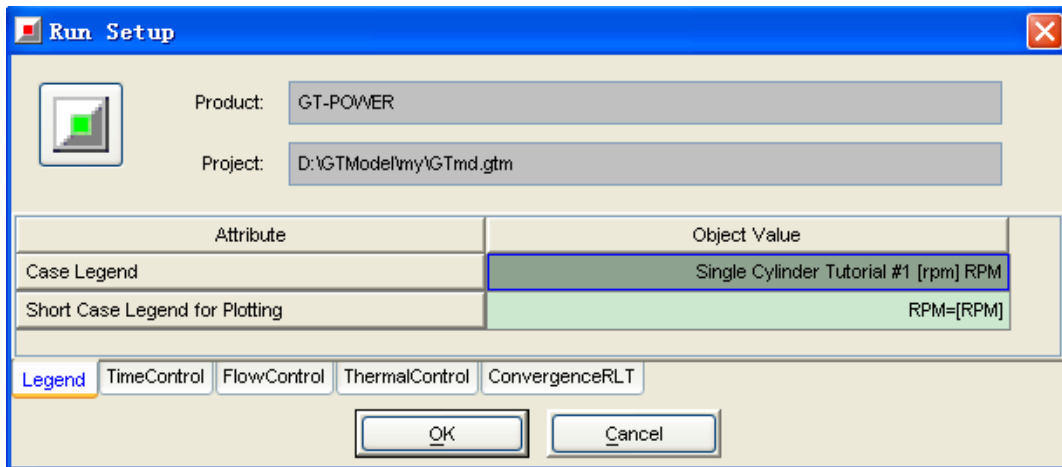 Run Setup
Product: GT-POWER
Project: D:\GTModel\my\GTmd.gtm
Attribute Object Value
Case Legend Single Cylinder Tutorial #1 [rpm] RPM
Short Case Legend for Plotting RPM=[RPM]
Legend TimeControl FlowControl ThermalControl ConvergenceRLT
OK Cancel